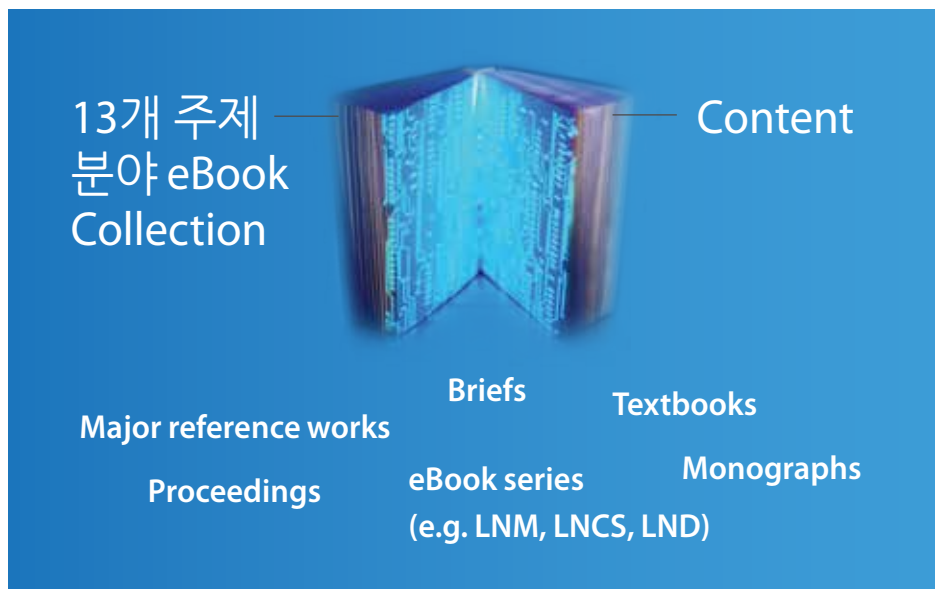 13개 주제
분야 eBook
Collection
Content
Briefs
Textbooks
Major reference works
Monographs
Proceedings
eBook series
(e.g. LNM, LNCS, LND)